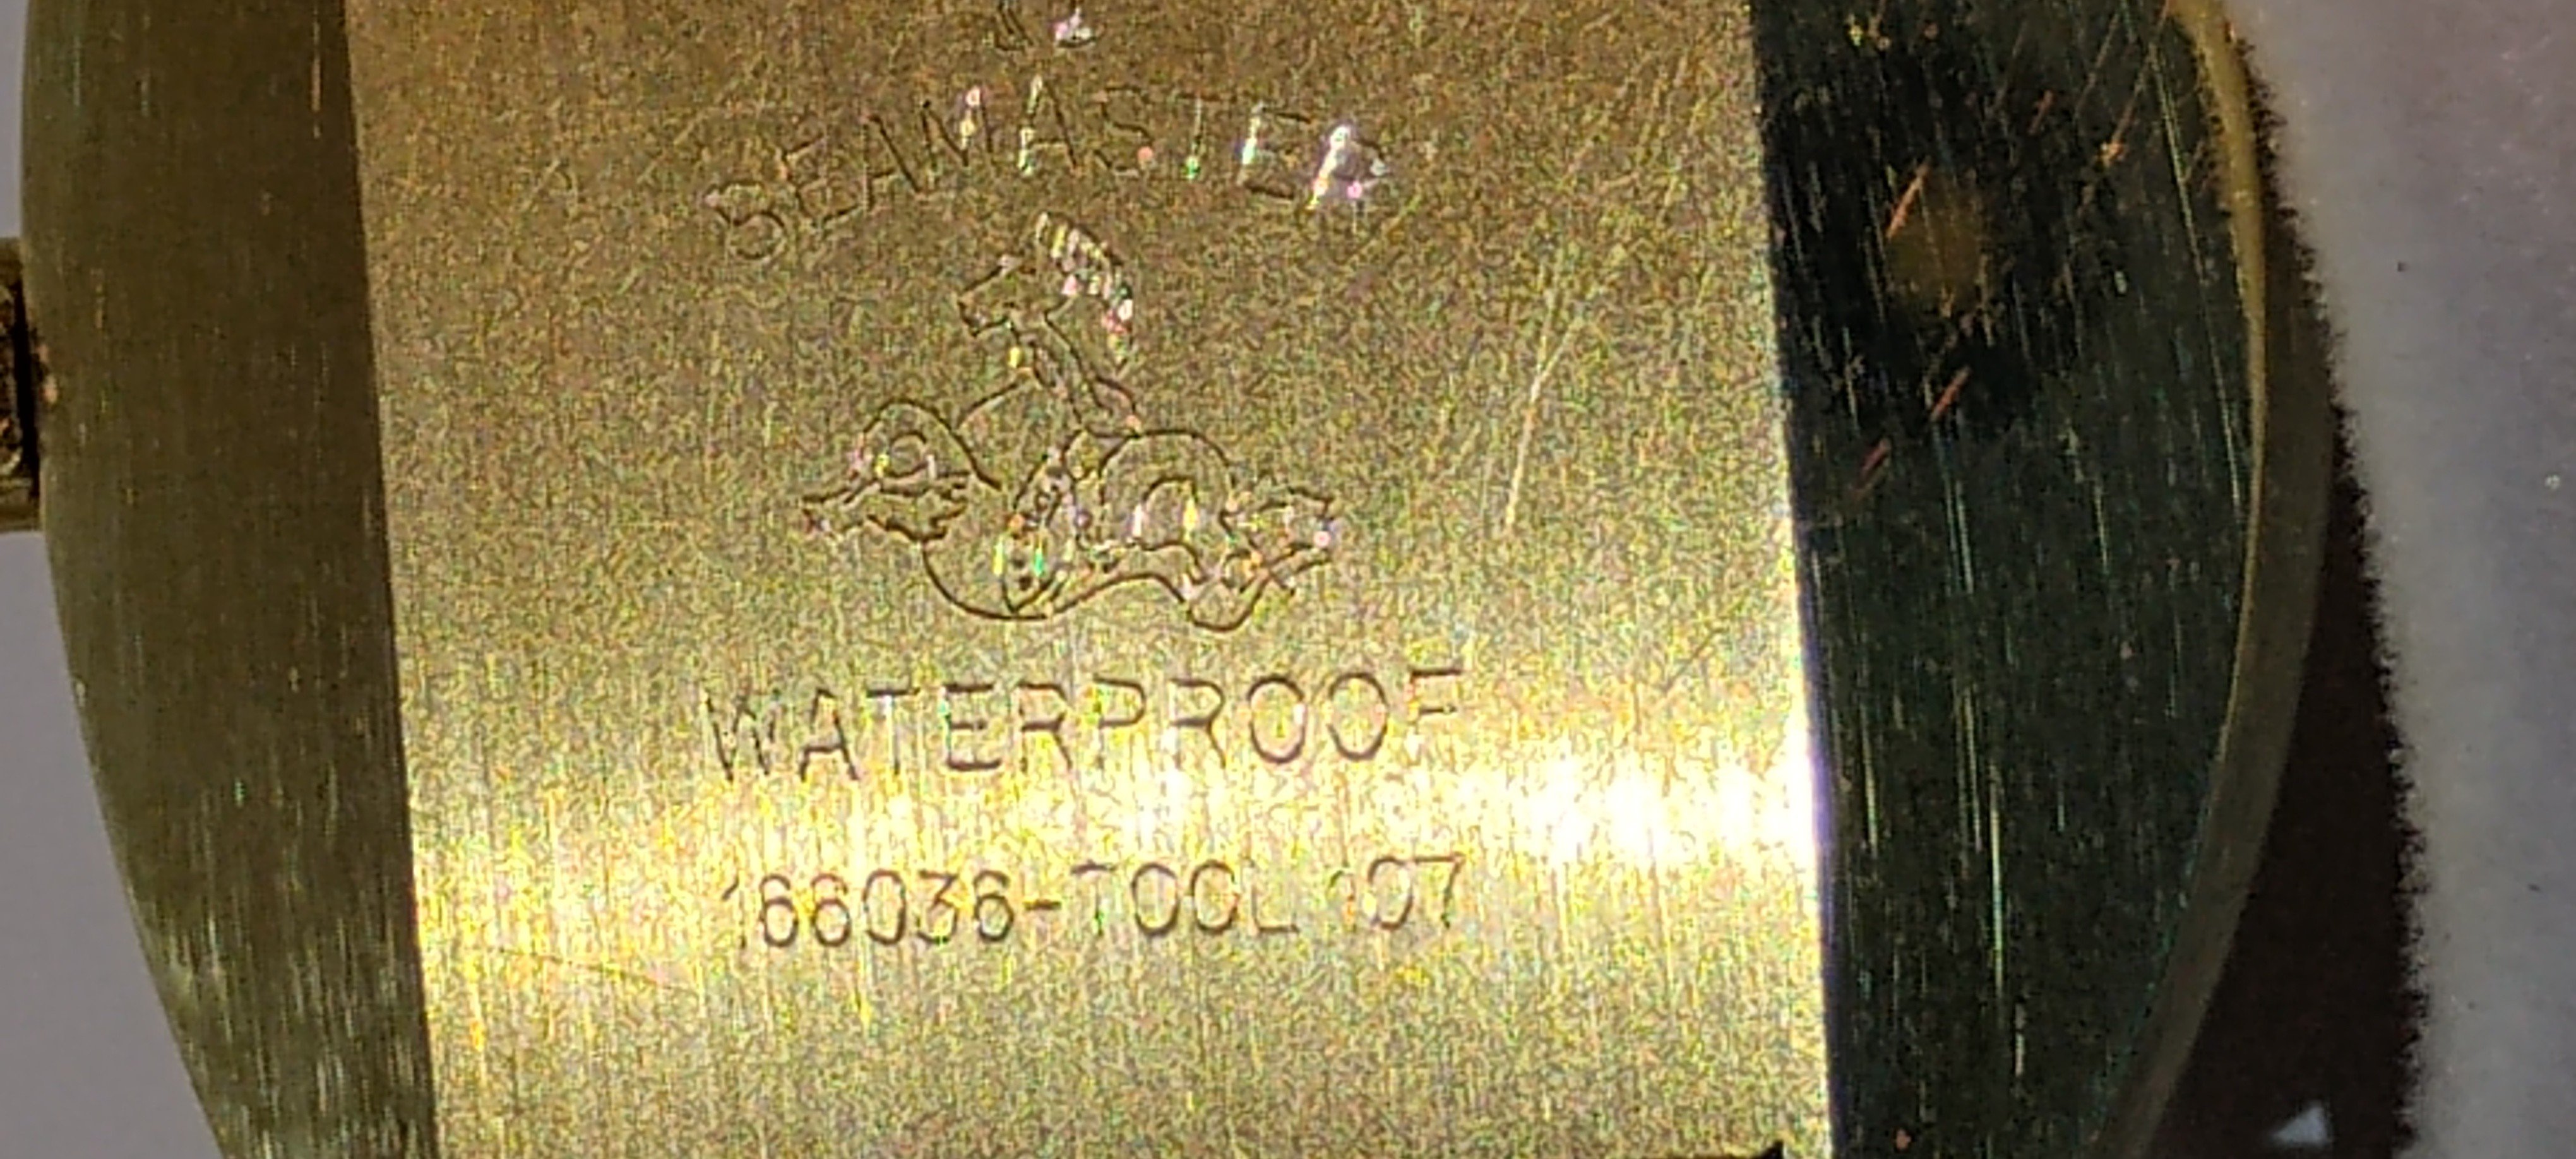 SEAMASTER
WATERPROOF
166036-TOOL 107